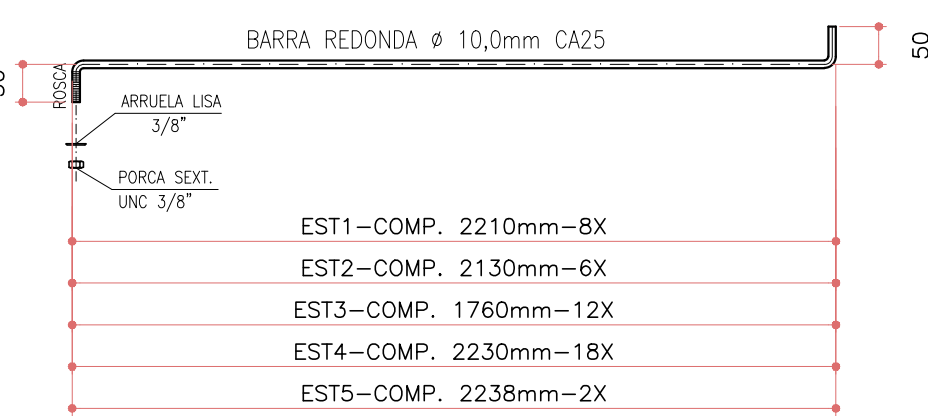 BARRA REDONDA ø 10,0mm CA25
50
ROSCA
ARRUELA LISA
3/8"
PORCA SEXT.
UNC 3/8"
EST1-COMP. 2210mm-8X
EST2-COMP. 2130mm-6X
EST3-COMP. 1760mm-12X
EST4-COMP. 2230mm-18X
EST5-COMP. 2238mm-2X